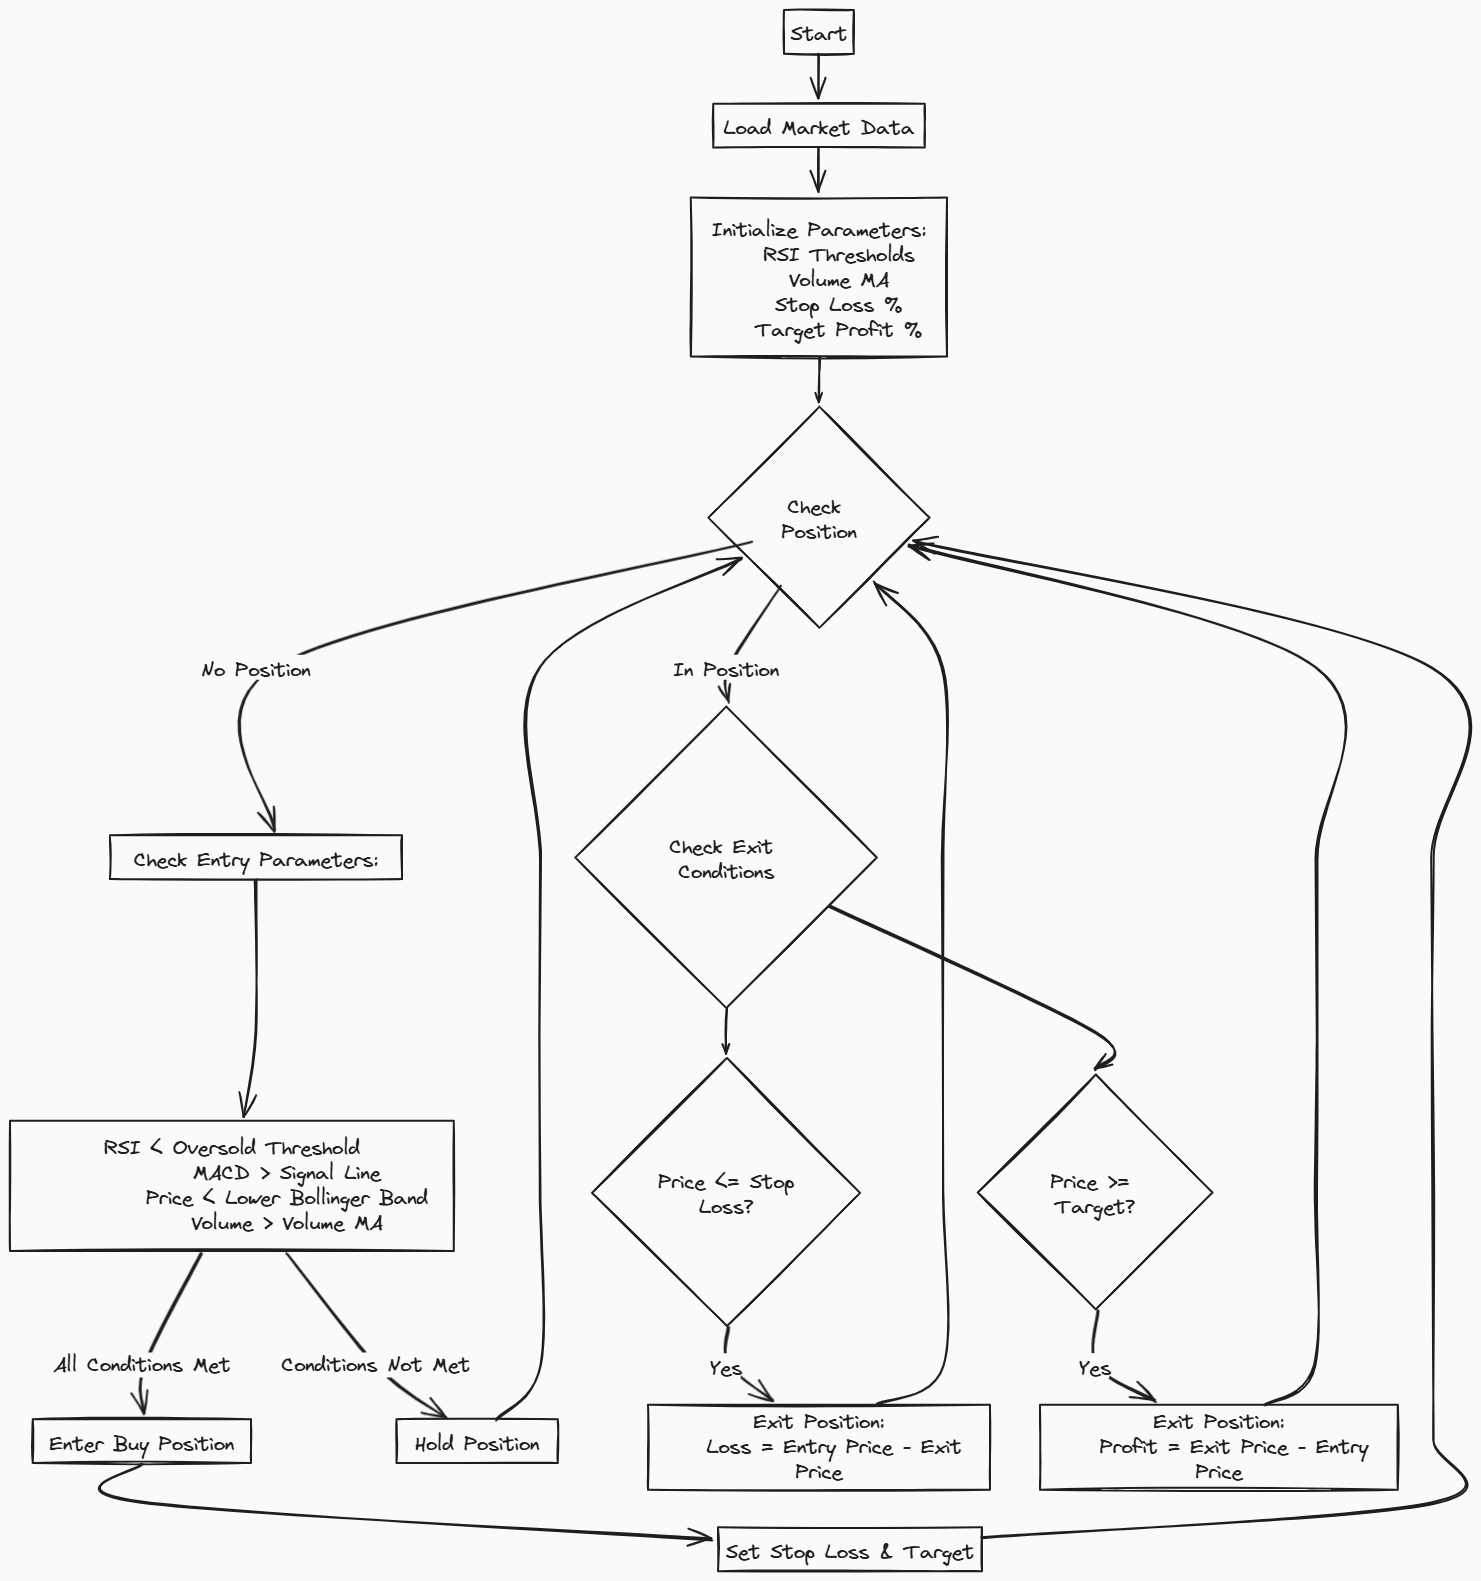 Start
Load Market Data
Initialize Parameters:
RSI Thresholds
Volume MA
Stop Loss %
Target Profit %
Check
Position
No Position
In Position
Check Entry Parameters:
Check Exit
Conditions
RSI < Oversold Threshold
MACD > Signal Line
Price < Lower Bollinger Band
Volume > Volume MA
Price <= Stop
Loss?
Price >=
Target?
All Conditions Met
Conditions Not Met
Yes
Yes
Enter Buy Position
Hold Position
Exit Position:
Loss = Entry Price - Exit
Price
Exit Position:
Profit = Exit Price - Entry
Price
Set Stop Loss & Target